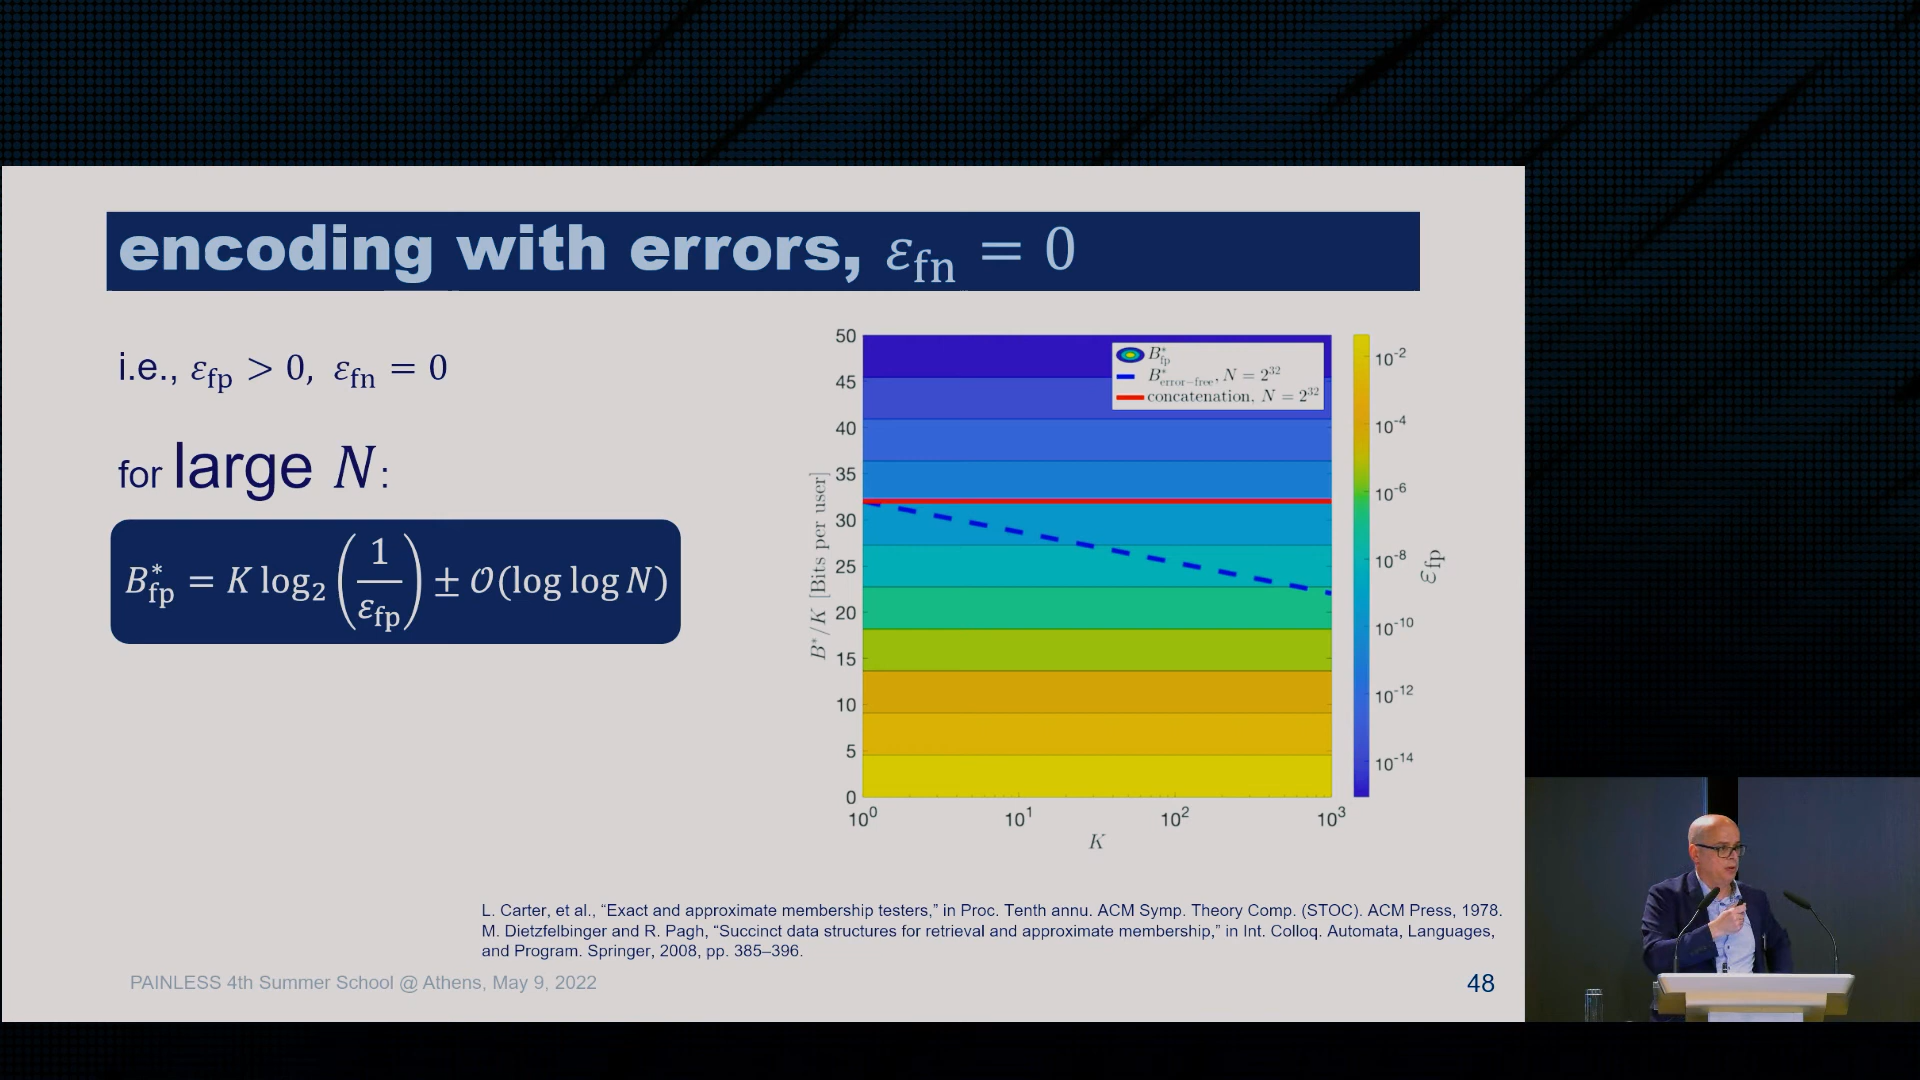 encoding with errors, ε_fn = 0
i.e., ε_fp > 0, ε_fn = 0
for large N:
B*_fp = K log₂ (1/ε_fp) ± 𝒪(log log N)
50
45
40
35
30
25
20
15
10
5
0
B*/K [Bits per user]
10⁰ 10¹ 10² 10³
K
B*_fp
B*_error−free, N = 2³²
concatenation, N = 2³²
10⁻²
10⁻⁴
10⁻⁶
10⁻⁸
10⁻¹⁰
10⁻¹²
10⁻¹⁴
ε_fp
L. Carter, et al., “Exact and approximate membership testers,” in Proc. Tenth annu. ACM Symp. Theory Comp. (STOC). ACM Press, 1978.
M. Dietzfelbinger and R. Pagh, “Succinct data structures for retrieval and approximate membership,” in Int. Colloq. Automata, Languages,
and Program. Springer, 2008, pp. 385–396.
PAINLESS 4th Summer School @ Athens, May 9, 2022
48